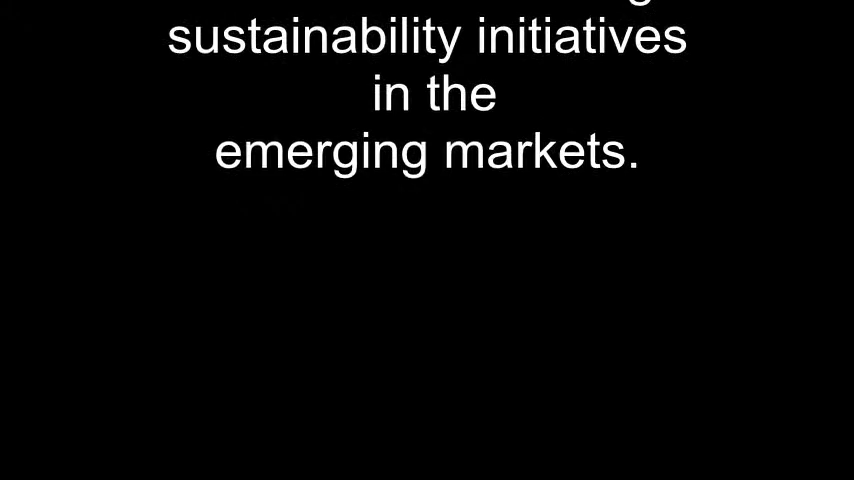 sustainability initiatives
in the
emerging markets.